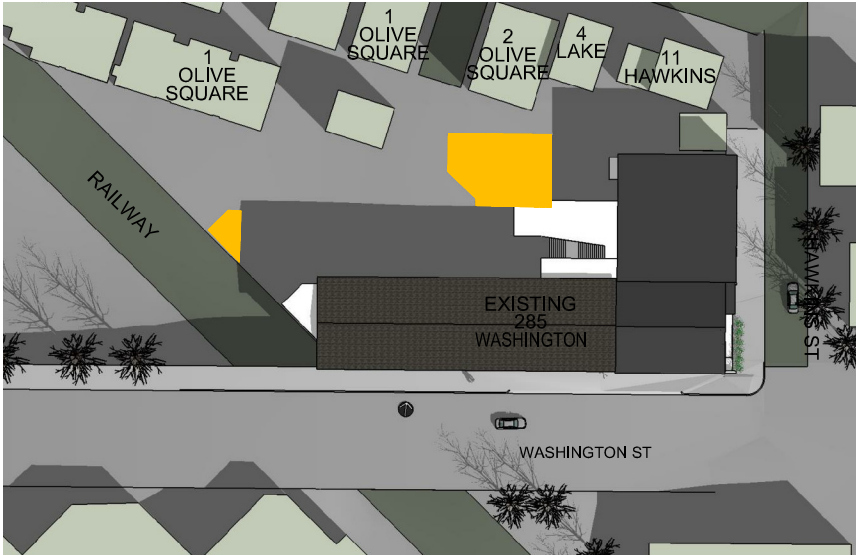 1
OLIVE
SQUARE
1
OLIVE
SQUARE
2
OLIVE
SQUARE
4
LAKE
11
HAWKINS
RAILWAY
EXISTING
285
WASHINGTON
HAWKINS ST
WASHINGTON ST